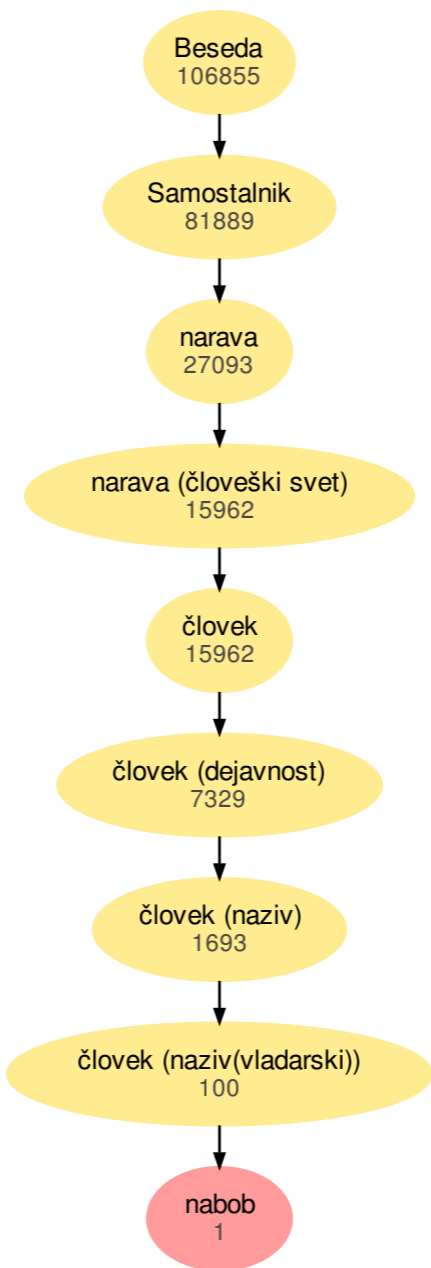 Beseda
106855
Samostalnik
81889
narava
27093
narava (človeški svet)
15962
človek
15962
človek (dejavnost)
7329
človek (naziv)
1693
človek (naziv(vladarski))
100
nabob
1